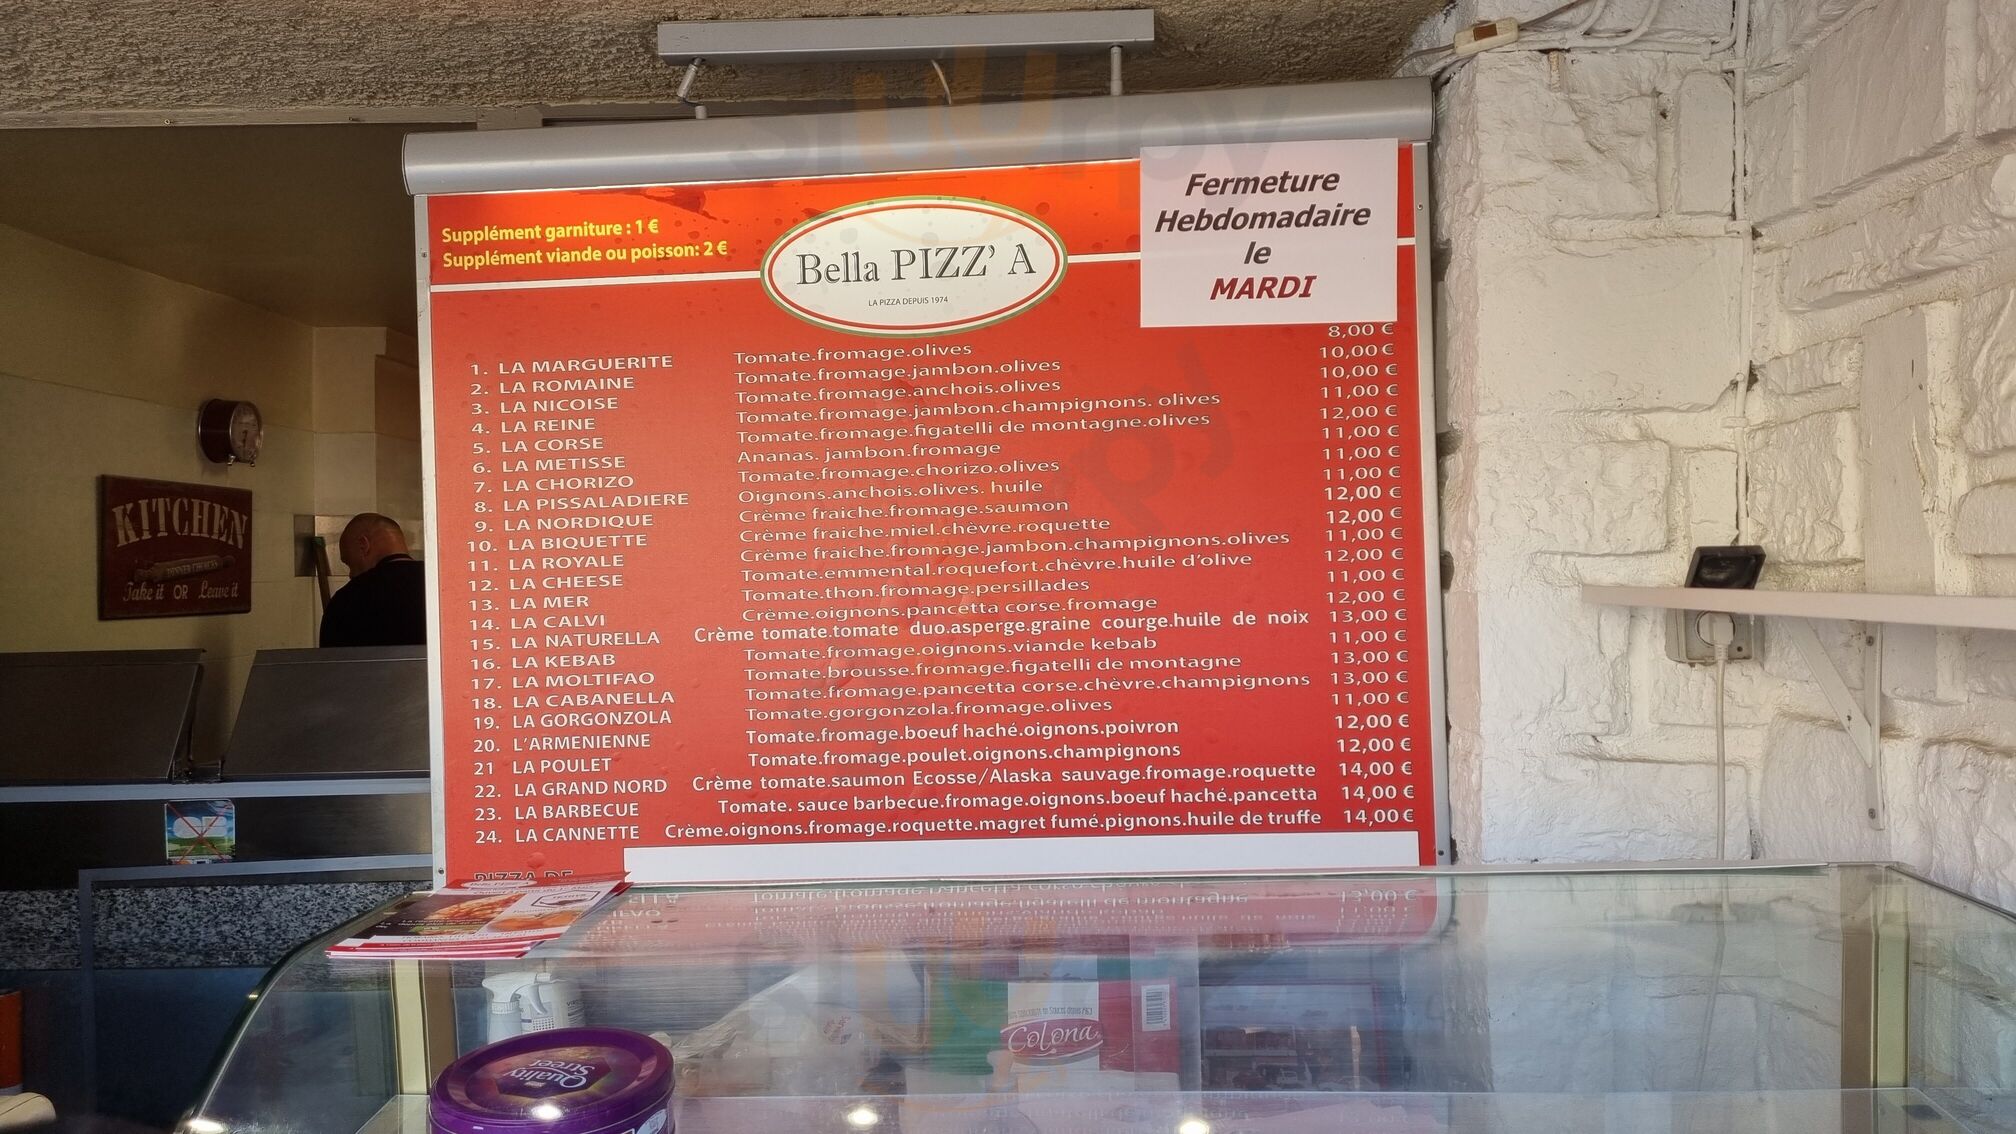 Supplément garniture : 1 €
Supplément viande ou poisson: 2 €
Bella PIZZ' A
LA PIZZA DEPUIS 1974
Fermeture
Hebdomadaire
le
MARDI
1. LA MARGUERITE Tomate.fromage.olives 8,00 €
2. LA ROMAINE Tomate.fromage.jambon.olives 10,00 €
3. LA NICOISE Tomate.fromage.anchois.olives 10,00 €
4. LA REINE Tomate.fromage.jambon.champignons. olives 11,00 €
5. LA CORSE Tomate.fromage.figatelli de montagne.olives 12,00 €
6. LA METISSE Ananas. jambon.fromage 11,00 €
7. LA CHORIZO Tomate.fromage.chorizo.olives 11,00 €
8. LA PISSALADIERE Oignons.anchois.olives. huile 11,00 €
9. LA NORDIQUE Crème fraiche.fromage.saumon 12,00 €
10. LA BIQUETTE Crème fraiche.miel.chèvre.roquette 12,00 €
11. LA ROYALE Crème fraiche.fromage.jambon.champignons.olives 11,00 €
12. LA CHEESE Tomate.emmental.roquefort.chèvre.huile d'olive 12,00 €
13. LA MER Tomate.thon.fromage.persillades 11,00 €
14. LA CALVI Crème.oignons.pancetta corse.fromage 12,00 €
15. LA NATURELLA Crème tomate.tomate duo.asperge.graine courge.huile de noix 13,00 €
16. LA KEBAB Tomate.fromage.oignons.viande kebab 11,00 €
17. LA MOLTIFAO Tomate.brousse.fromage.figatelli de montagne 13,00 €
18. LA CABANELLA Tomate.fromage.pancetta corse.chèvre.champignons 13,00 €
19. LA GORGONZOLA Tomate.gorgonzola.fromage.olives 11,00 €
20. L'ARMENIENNE Tomate.fromage.boeuf haché.oignons.poivron 12,00 €
21 LA POULET Tomate.fromage.poulet.oignons.champignons 12,00 €
22. LA GRAND NORD Crème tomate.saumon Ecosse/Alaska sauvage.fromage.roquette 14,00 €
23. LA BARBECUE Tomate. sauce barbecue.fromage.oignons.boeuf haché.pancetta 14,00 €
24. LA CANNETTE Crème.oignons.fromage.roquette.magret fumé.pignons.huile de truffe 14,00 €
PIZZA DE
KITCHEN
DINNER CHOICES
Take it OR Leave it
Colona
Quality
Street